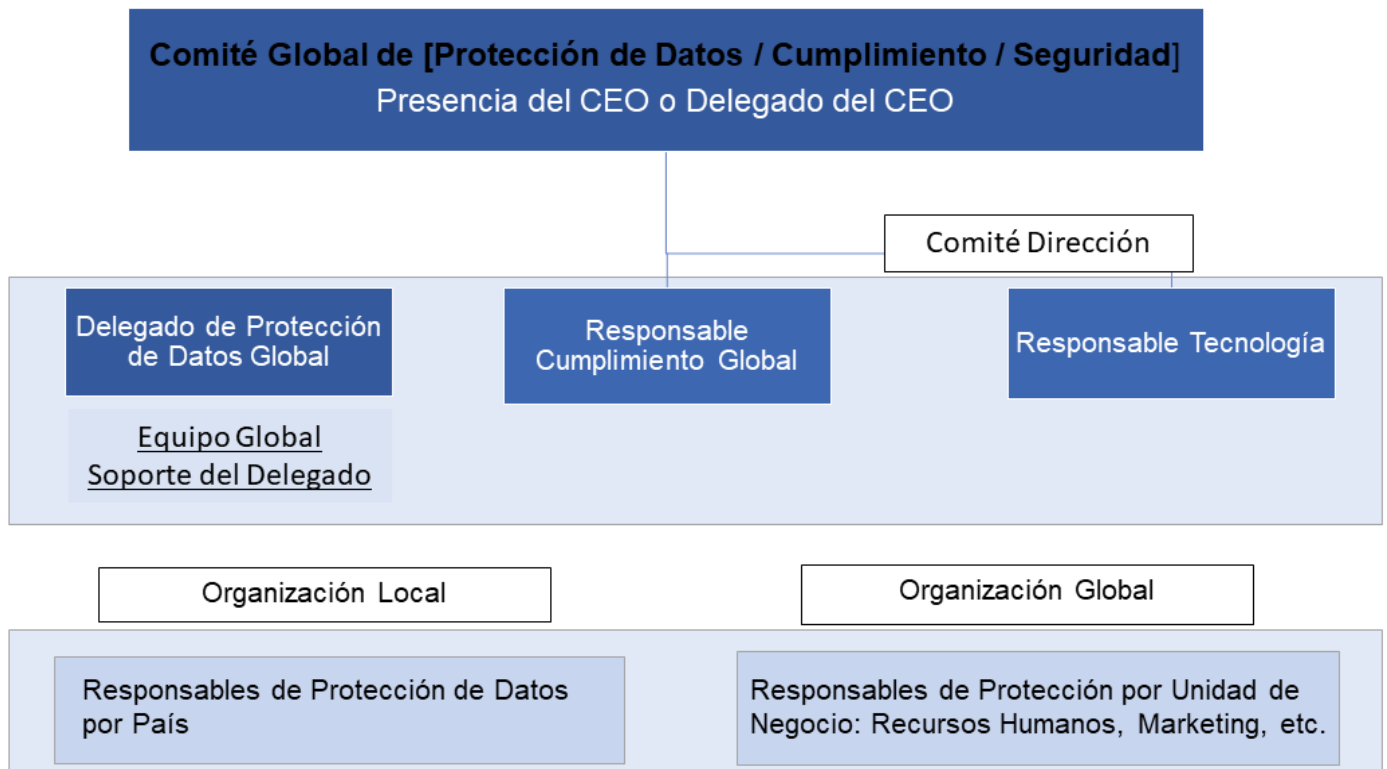 Comité Global de [Protección de Datos / Cumplimiento / Seguridad]
Presencia del CEO o Delegado del CEO
Comité Dirección
Delegado de Protección
de Datos Global
Responsable
Cumplimiento Global
Responsable Tecnología
Equipo Global
Soporte del Delegado
Organización Local
Organización Global
Responsables de Protección de Datos
por País
Responsables de Protección por Unidad de
Negocio: Recursos Humanos, Marketing, etc.